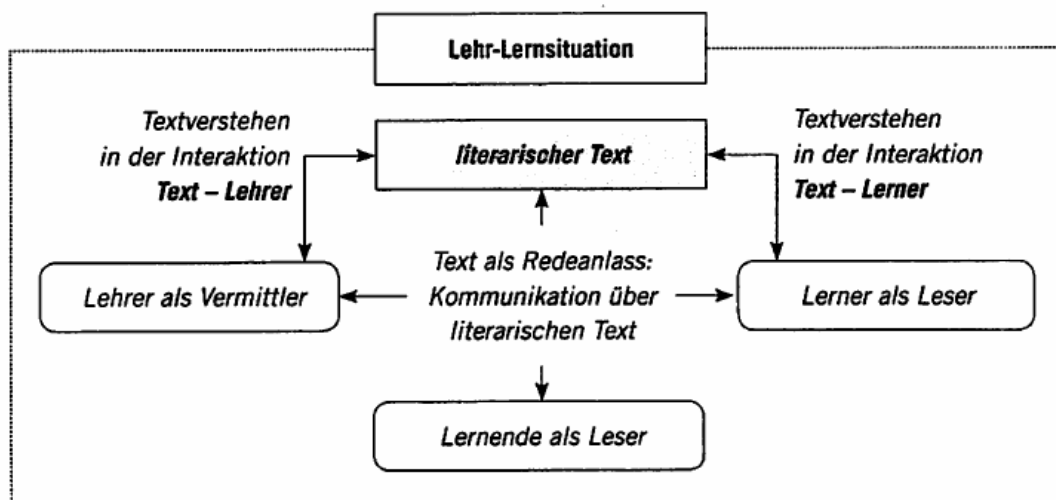 Lehr-Lernsituation
Textverstehen
in der Interaktion
Text – Lehrer
literarischer Text
Textverstehen
in der Interaktion
Text – Lerner
Lehrer als Vermittler
Text als Redeanlass:
Kommunikation über
literarischen Text
Lerner als Leser
Lernende als Leser